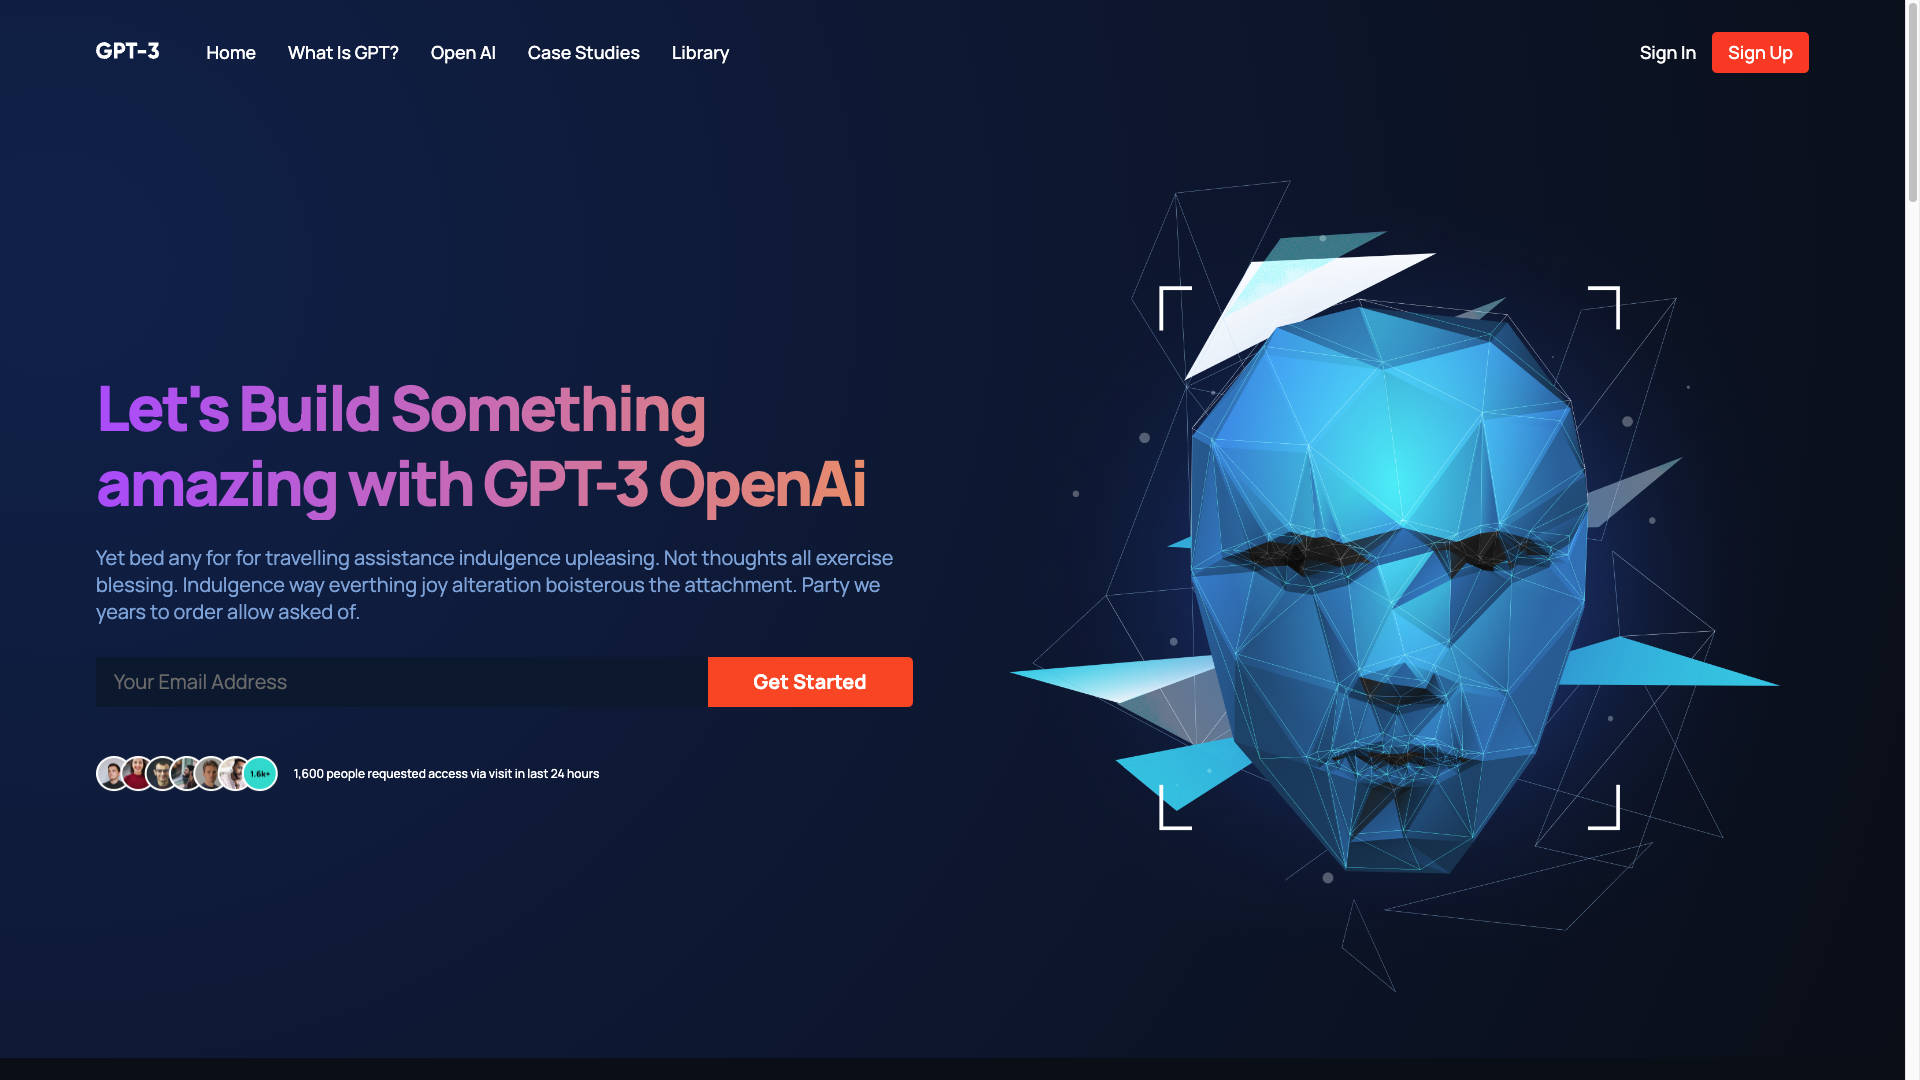 GPT-3
Home
What Is GPT?
Open AI
Case Studies
Library
Sign In
Sign Up
Let's Build Something
amazing with GPT-3 OpenAi
Yet bed any for for travelling assistance indulgence upleasing. Not thoughts all exercise
blessing. Indulgence way everthing joy alteration boisterous the attachment. Party we
years to order allow asked of.
Your Email Address
Get Started
1.6k+
1,600 people requested access via visit in last 24 hours